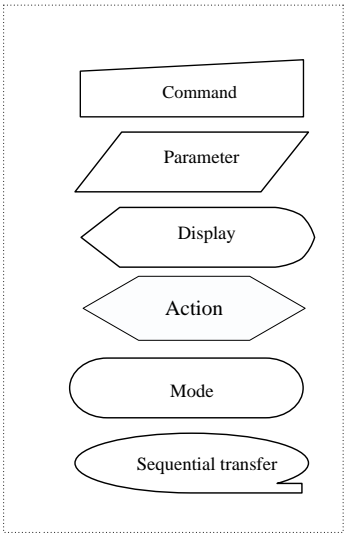 Command
Parameter
Display
Action
Mode
Sequential transfer